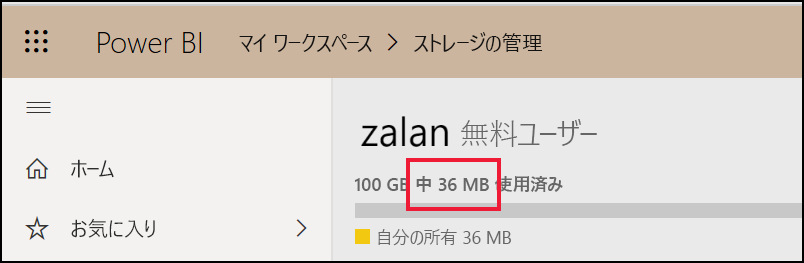 Power BI マイ ワークスペース > ストレージの管理
zalan 無料ユーザー
ホーム
100 GB 中 36 MB 使用済み
お気に入り >
自分の所有 36 MB